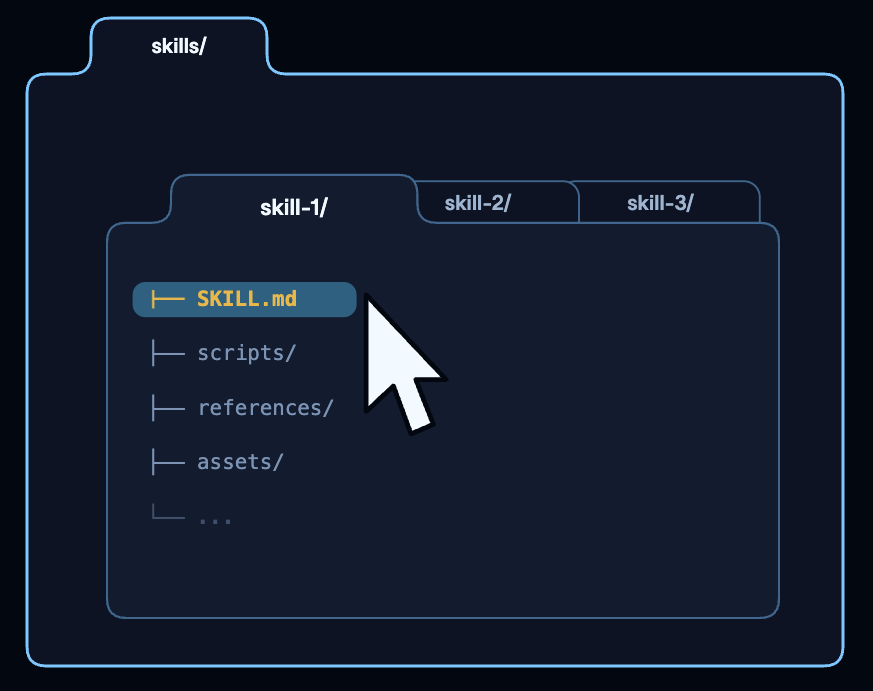 skills/
skill-1/ skill-2/ skill-3/
├── SKILL.md
├── scripts/
├── references/
├── assets/
└── ...